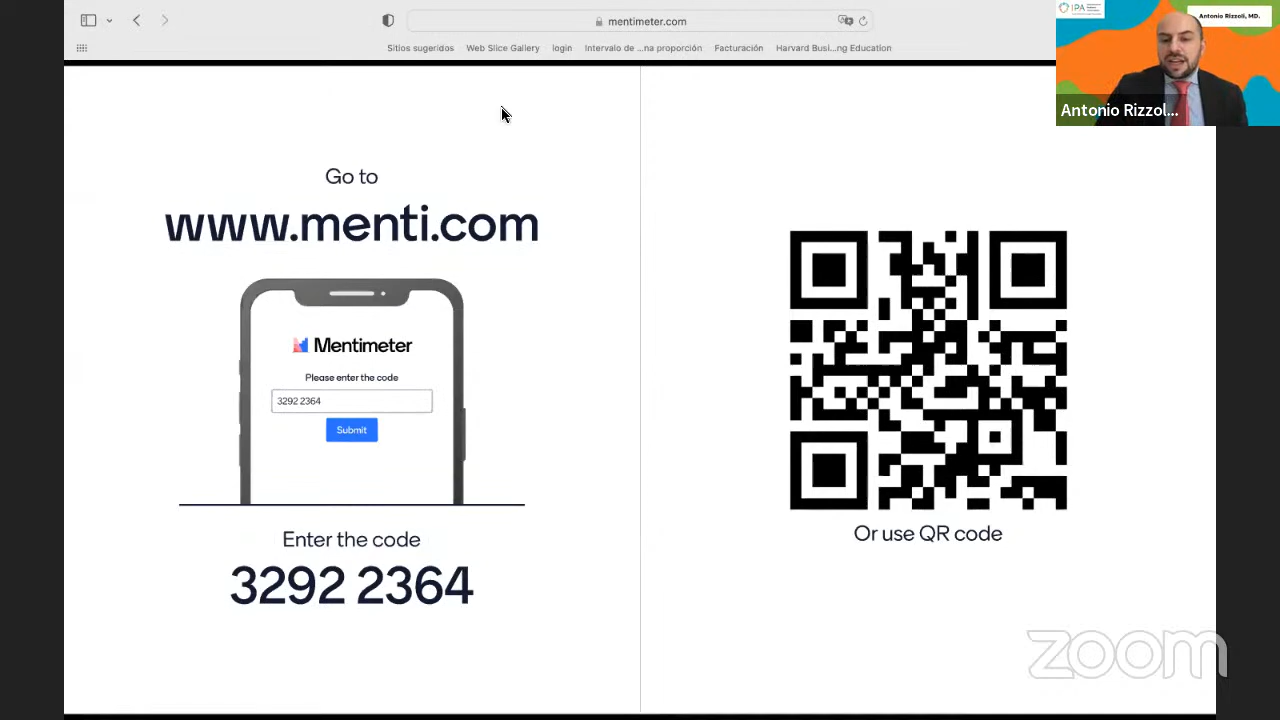 mentimeter.com
Sitios sugeridos
Web Slice Gallery
login
Intervalo de ...na proporción
Facturación
Harvard Busi...ng Education
IPA
Antonio Rizzoli, MD.
Antonio Rizzol...
Go to
www.menti.com
Mentimeter
Please enter the code
3292 2364
Submit
Enter the code
3292 2364
Or use QR code
zoom